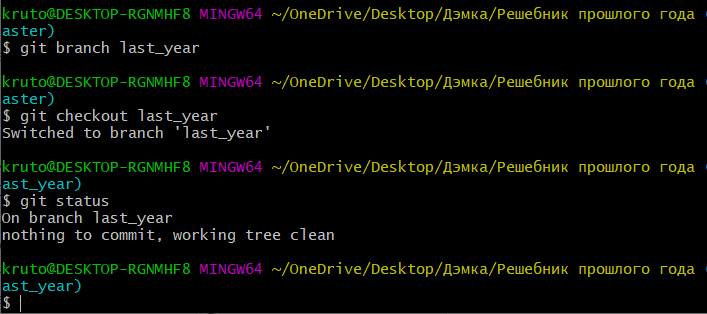 kruto@DESKTOP-RGNMHF8 MINGW64 ~/OneDrive/Desktop/Дэмка/Решебник прошлого года (
aster)
$ git branch last_year
kruto@DESKTOP-RGNMHF8 MINGW64 ~/OneDrive/Desktop/Дэмка/Решебник прошлого года (
aster)
$ git checkout last_year
Switched to branch 'last_year'
kruto@DESKTOP-RGNMHF8 MINGW64 ~/OneDrive/Desktop/Дэмка/Решебник прошлого года (
ast_year)
$ git status
On branch last_year
nothing to commit, working tree clean
kruto@DESKTOP-RGNMHF8 MINGW64 ~/OneDrive/Desktop/Дэмка/Решебник прошлого года (
ast_year)
$